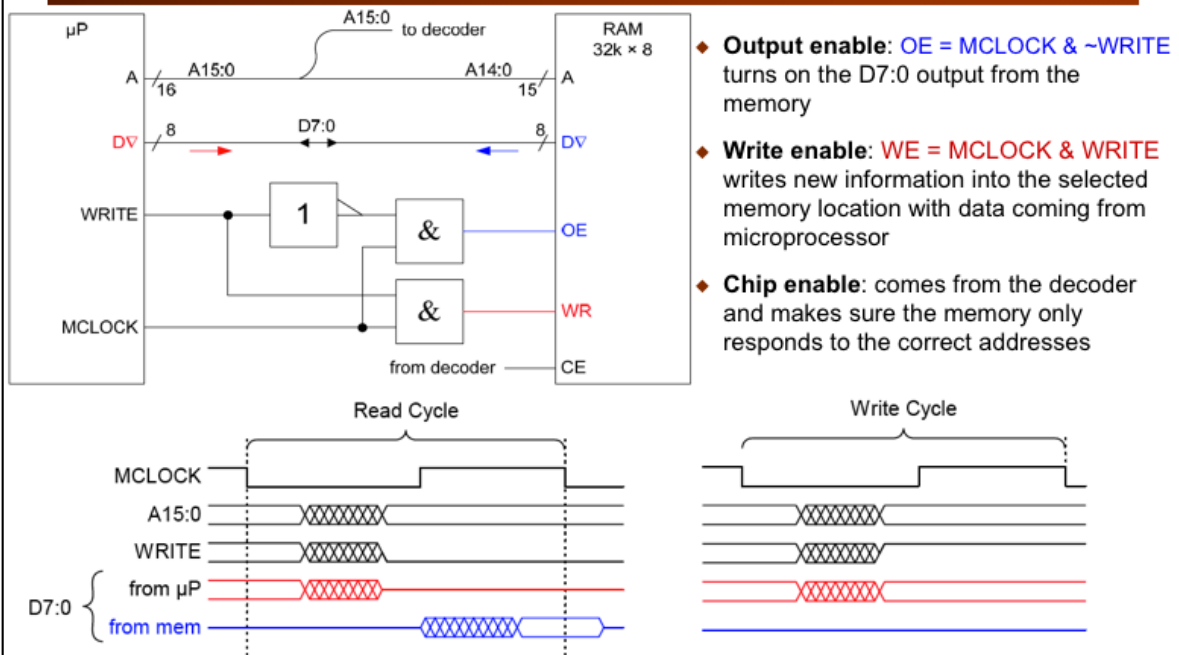 µP
A15:0
to decoder
RAM
32k × 8
A
A15:0
A14:0
A
16
15
8
D7:0
8
D∇
D∇
WRITE
1
&
OE
&
WR
MCLOCK
from decoder
CE
◆ Output enable: OE = MCLOCK & ~WRITE
turns on the D7:0 output from the
memory
◆ Write enable: WE = MCLOCK & WRITE
writes new information into the selected
memory location with data coming from
microprocessor
◆ Chip enable: comes from the decoder
and makes sure the memory only
responds to the correct addresses
Read Cycle
Write Cycle
MCLOCK
A15:0
WRITE
from µP
D7:0
from mem